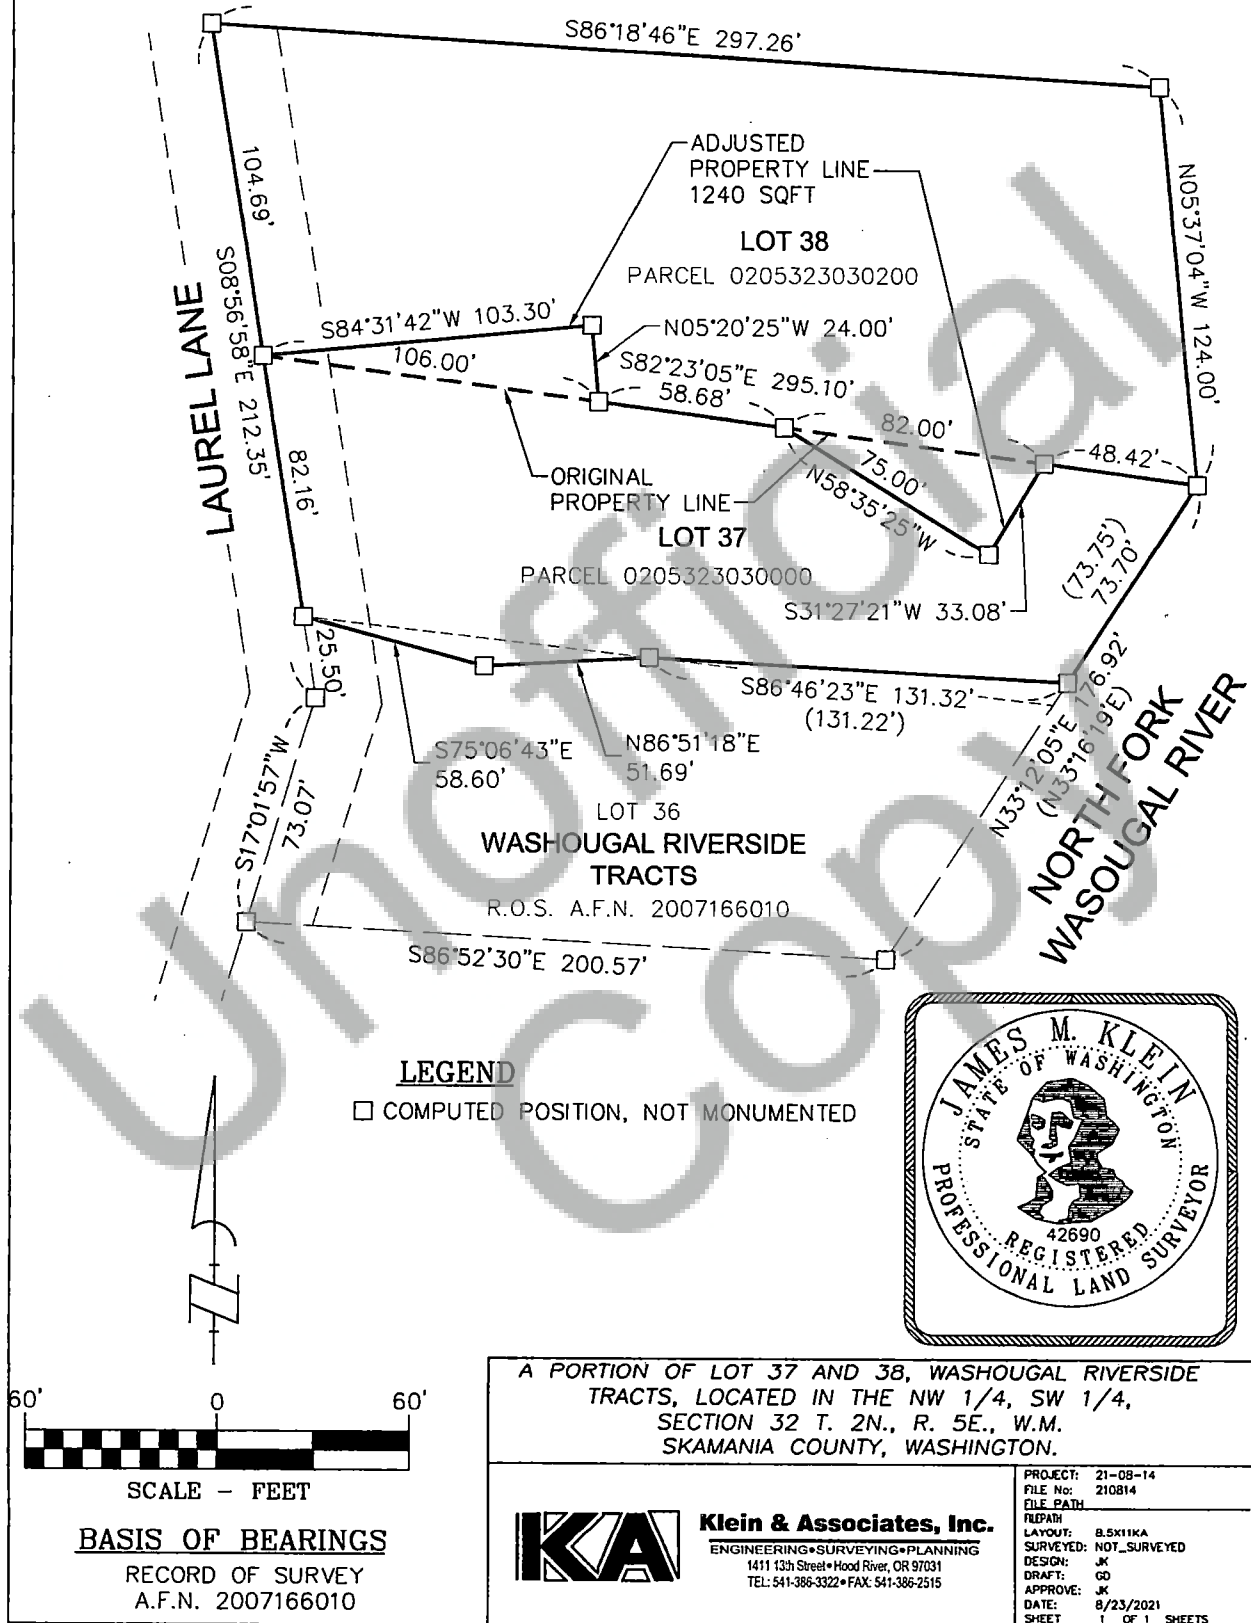 S86°18'46"E 297.26'
104.69'
S08°56'58"E 212.35'
82.16'
LAUREL LANE
ADJUSTED
PROPERTY LINE
1240 SQFT
LOT 38
PARCEL 0205323030200
N05°37'04"W 124.00'
S84°31'42"W 103.30'
106.00'
N05°20'25"W 24.00'
S82°23'05"E 295.10'
58.68'
82.00'
48.42'
75.00'
N58°35'25"W
ORIGINAL
PROPERTY LINE
LOT 37
PARCEL 0205323030000
S31°27'21"W 33.08'
(73.75')
73.70'
25.50'
S86°46'23"E 131.32'
(131.22')
S75°06'43"E
58.60'
N86°51'18"E
51.69'
N33°12'05"E 176.92'
(N33°16'19"E)
NORTH FORK
WASOUGAL RIVER
S17°01'57"W
73.07'
LOT 36
WASHOUGAL RIVERSIDE
TRACTS
R.O.S. A.F.N. 2007166010
S86°52'30"E 200.57'
Unofficial
Copy
LEGEND
COMPUTED POSITION, NOT MONUMENTED
JAMES M. KLEIN
STATE OF WASHINGTON
42690
REGISTERED
PROFESSIONAL LAND SURVEYOR
60' 0 60'
SCALE - FEET
BASIS OF BEARINGS
RECORD OF SURVEY
A.F.N. 2007166010
A PORTION OF LOT 37 AND 38, WASHOUGAL RIVERSIDE
TRACTS, LOCATED IN THE NW 1/4, SW 1/4,
SECTION 32 T. 2N., R. 5E., W.M.
SKAMANIA COUNTY, WASHINGTON.
KA
Klein & Associates, Inc.
ENGINEERING•SURVEYING•PLANNING
1411 13th Street•Hood River, OR 97031
TEL: 541-386-3322•FAX: 541-386-2515
PROJECT: 21-08-14
FILE No: 210814
FILE PATH
FILEPATH
LAYOUT: 8.5X11KA
SURVEYED: NOT_SURVEYED
DESIGN: JK
DRAFT: GD
APPROVE: JK
DATE: 8/23/2021
SHEET 1 OF 1 SHEETS